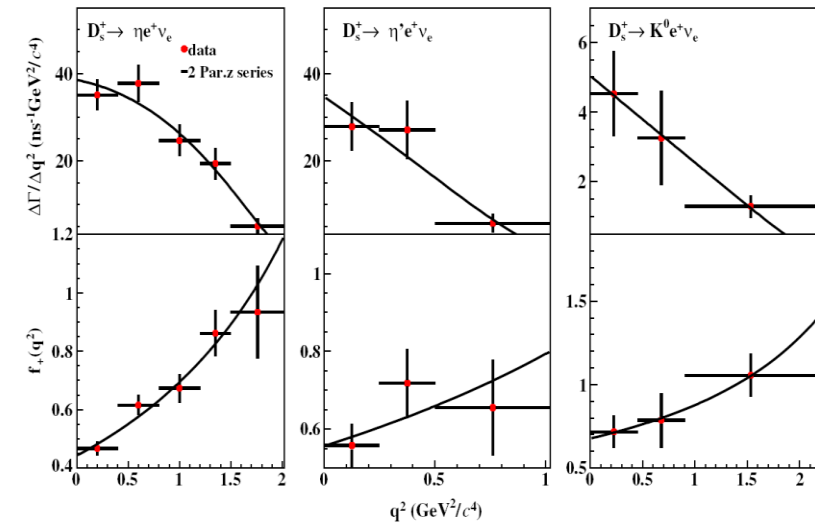 D_s^+→ ηe^+ν_e
data
2 Par.z series
D_s^+→ η'e^+ν_e
D_s^+→ K^0e^+ν_e
ΔΓ/Δq^2 (ns^-1GeV^2/c^4)
40
20
40
20
6
4
2
f_+(q^2)
1.2
1
0.8
0.6
0.4
1
0.8
0.6
1.5
1
0.5
0 0.5 1 1.5 2
0 0.5 1
0 0.5 1 1.5 2
q^2 (GeV^2/c^4)